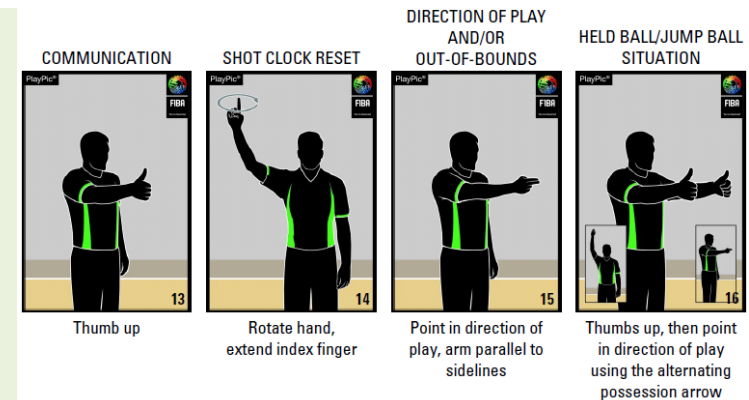 COMMUNICATION
SHOT CLOCK RESET
DIRECTION OF PLAY
AND/OR
OUT-OF-BOUNDS
HELD BALL/JUMP BALL
SITUATION
PlayPic®
FIBA
13
PlayPic®
FIBA
14
PlayPic®
FIBA
15
PlayPic®
FIBA
16
Thumb up
Rotate hand,
extend index finger
Point in direction of
play, arm parallel to
sidelines
Thumbs up, then point
in direction of play
using the alternating
possession arrow